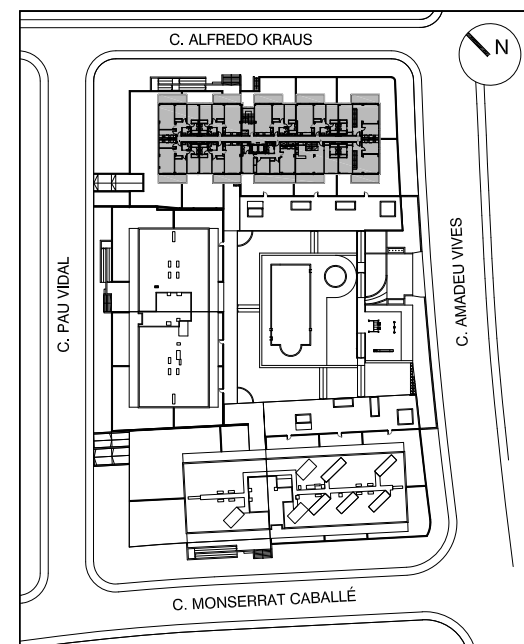 C. ALFREDO KRAUS
N
C. PAU VIDAL
C. AMADEU VIVES
C. MONSERRAT CABALLÉ